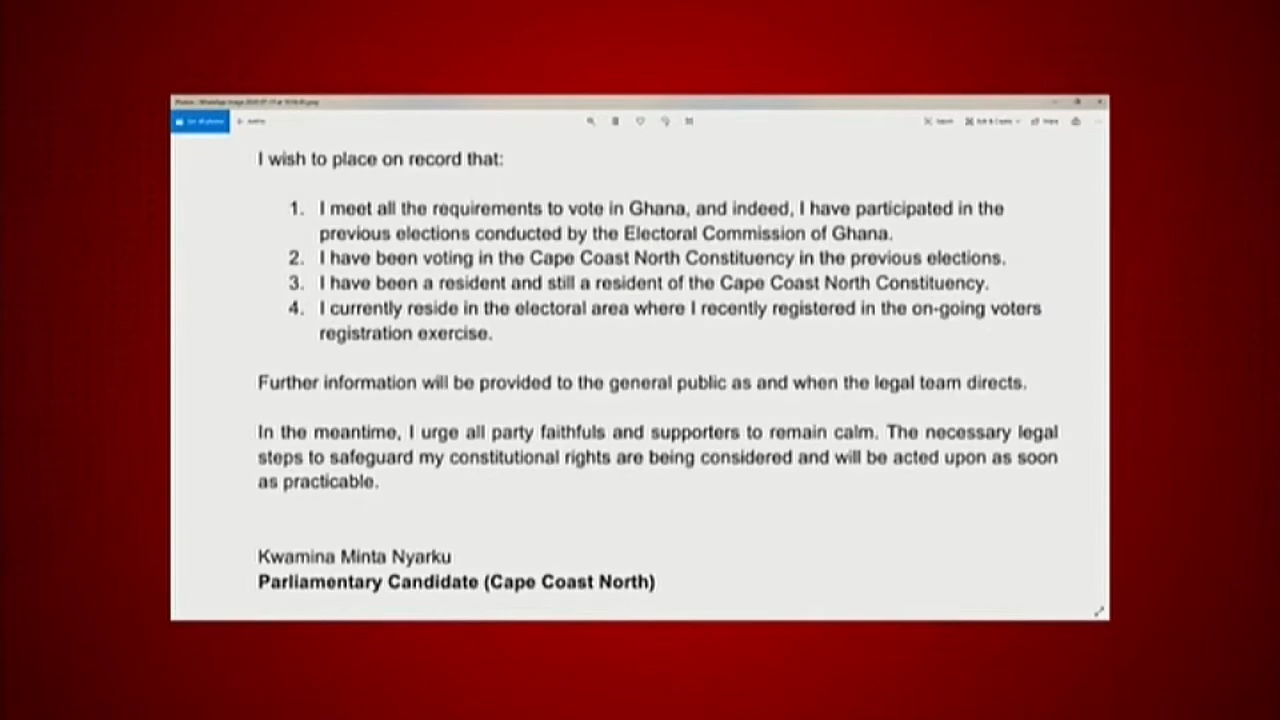 I wish to place on record that:
1. I meet all the requirements to vote in Ghana, and indeed, I have participated in the
previous elections conducted by the Electoral Commission of Ghana.
2. I have been voting in the Cape Coast North Constituency in the previous elections.
3. I have been a resident and still a resident of the Cape Coast North Constituency.
4. I currently reside in the electoral area where I recently registered in the on-going voters
registration exercise.
Further information will be provided to the general public as and when the legal team directs.
In the meantime, I urge all party faithfuls and supporters to remain calm. The necessary legal
steps to safeguard my constitutional rights are being considered and will be acted upon as soon
as practicable.
Kwamina Minta Nyarku
Parliamentary Candidate (Cape Coast North)